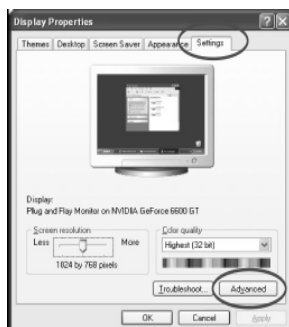 Display Properties
Themes Desktop Screen Saver Appearance Settings
Display:
Plug and Play Monitor on NVIDIA GeForce 6600 GT
Screen resolution
Less More
1024 by 768 pixels
Color quality
Highest (32 bit)
Troubleshoot... Advanced
OK Cancel Apply